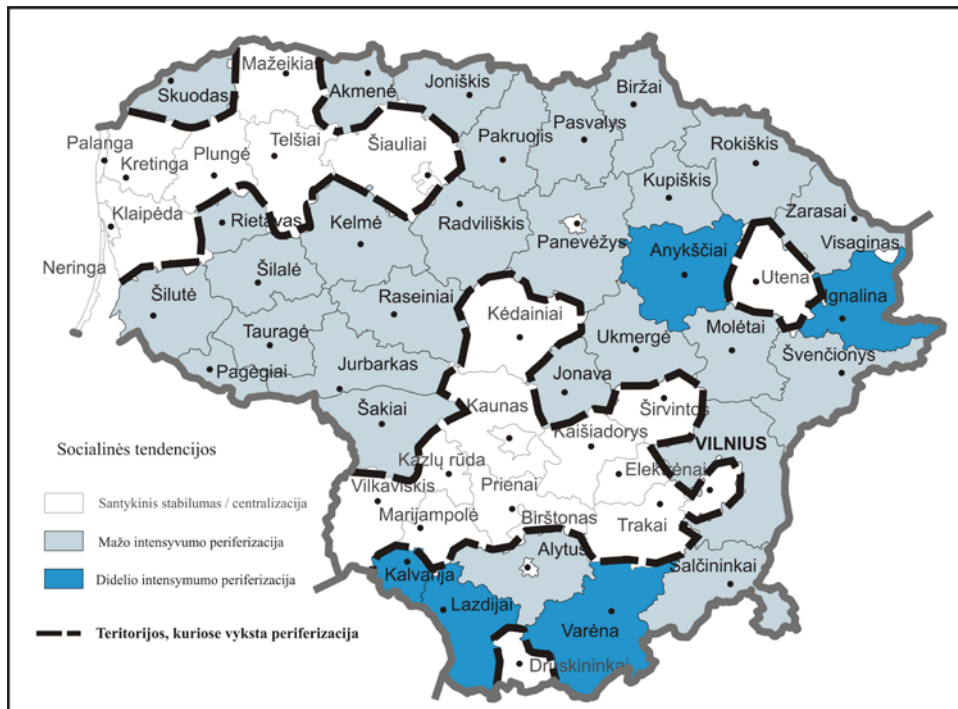 Mažeikiai
Skuodas
Akmenė
Joniškis
Biržai
Pasvalys
Pakruojis
Palanga
Telšiai
Šiauliai
Plungė
Kretinga
Rokiškis
Kupiškis
Klaipėda
Rietavas
Kelmė
Radviliškis
Zarasai
Panevėžys
Anykščiai
Visaginas
Neringa
Šilalė
Utena
Šilutė
Raseiniai
Ignalina
Kėdainiai
Tauragė
Ukmergė
Molėtai
Švenčionys
Pagėgiai
Jurbarkas
Jonava
Kaunas
Širvintos
Šakiai
Kaišiadorys
VILNIUS
Socialinės tendencijos
Kazlų rūda
Elektrėnai
Vilkaviškis
Prienai
Santykinis stabilumas / centralizacija
Marijampolė
Birštonas
Trakai
Mažo intensyvumo periferizacija
Alytus
Šalčininkai
Didelio intensymumo periferizacija
Kalvarija
Lazdijai
Teritorijos, kuriose vyksta periferizacija
Varėna
Druskininkai